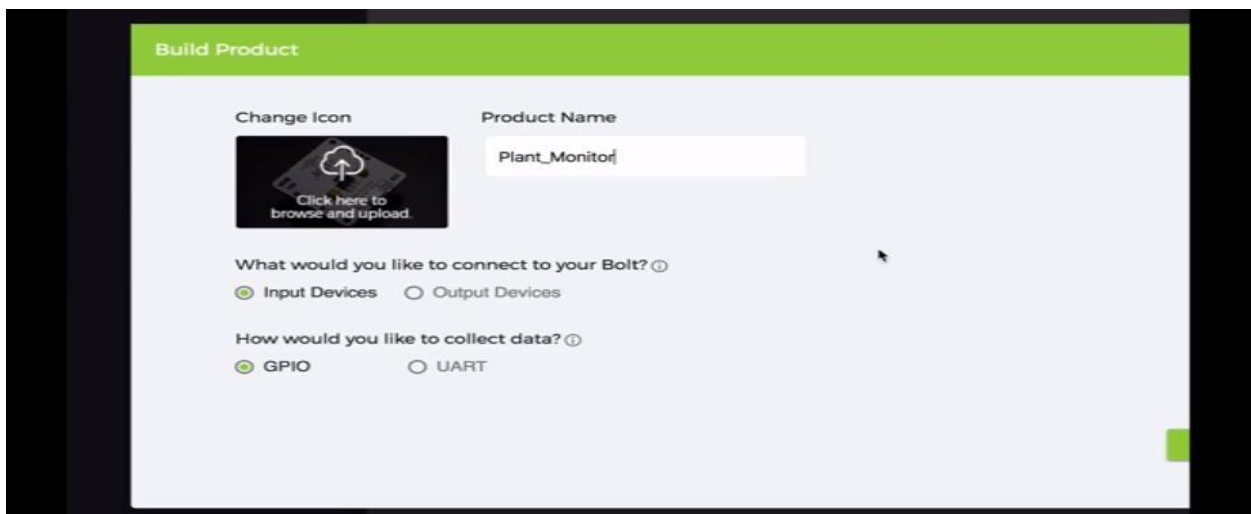 Build Product
Change Icon
Product Name
Plant_Monitor
Click here to
browse and upload.
What would you like to connect to your Bolt?
Input Devices
Output Devices
How would you like to collect data?
GPIO
UART